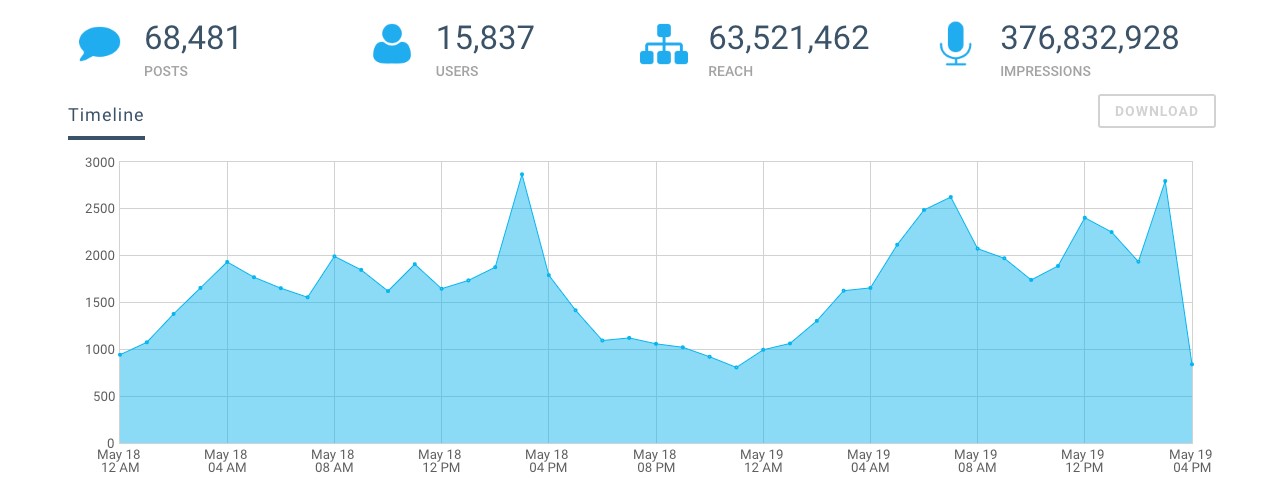 68,481
POSTS
15,837
USERS
63,521,462
REACH
376,832,928
IMPRESSIONS
Timeline
DOWNLOAD
3000
2500
2000
1500
1000
500
0
May 18
12 AM
May 18
04 AM
May 18
08 AM
May 18
12 PM
May 18
04 PM
May 18
08 PM
May 19
12 AM
May 19
04 AM
May 19
08 AM
May 19
12 PM
May 19
04 PM